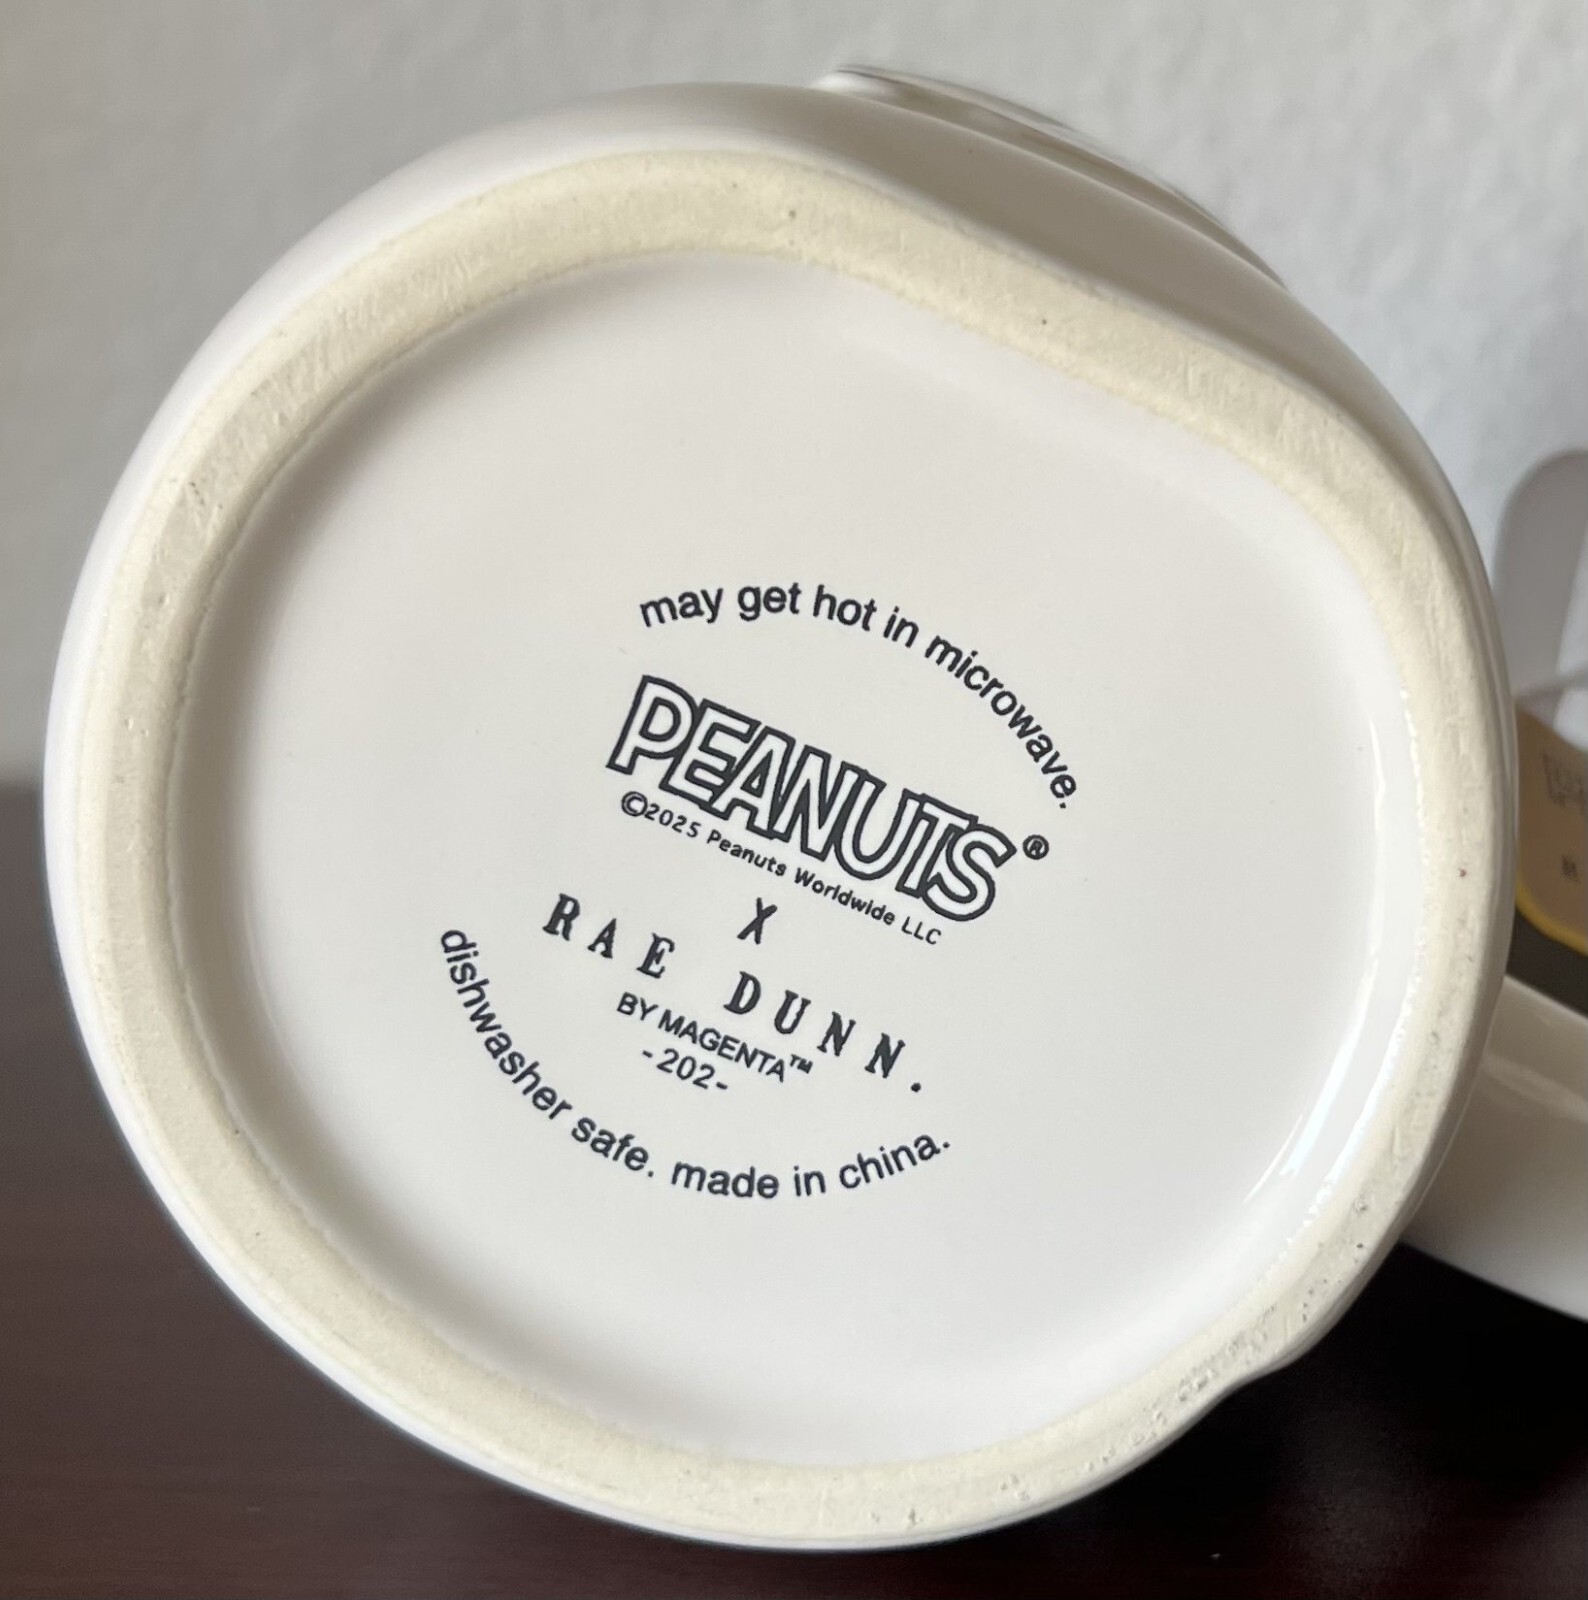 may get hot in microwave.
PEANUTS®
©2025 Peanuts Worldwide LLC
X
RAE DUNN.
BY MAGENTA™
-202-
dishwasher safe. made in china.